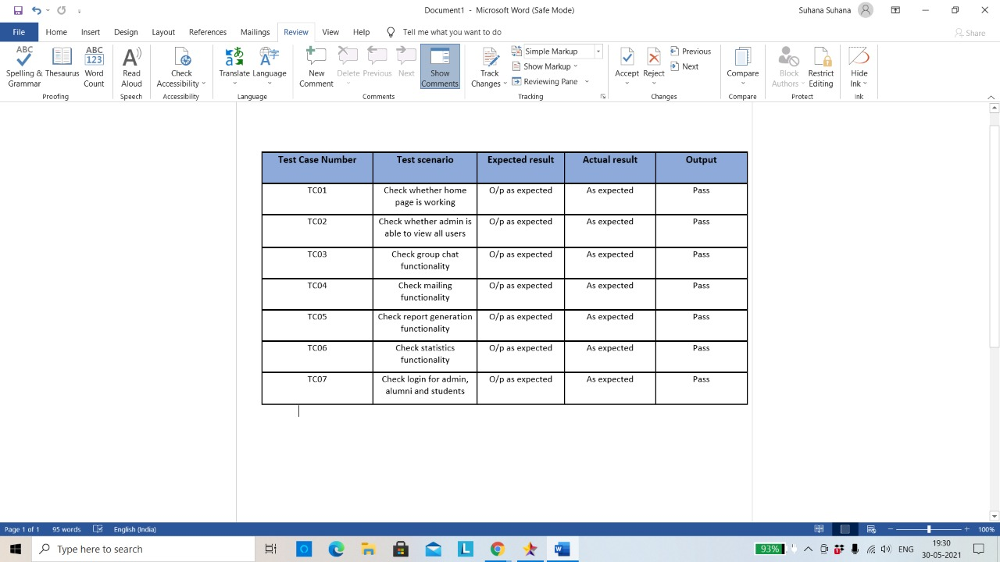 Document1 - Microsoft Word (Safe Mode)
Suhana Suhana
File Home Insert Design Layout References Mailings Review View Help Tell me what you want to do Share
ABC Spelling & Grammar
Thesaurus
ABC 123 Word Count
Proofing
A Read Aloud
Speech
Check Accessibility
Accessibility
Translate
Language
Language
New Comment
Delete
Previous
Next
Show Comments
Comments
Track Changes
Simple Markup
Show Markup
Reviewing Pane
Tracking
Accept
Reject
Previous
Next
Changes
Compare
Compare
Block Authors
Restrict Editing
Protect
Hide Ink
Ink
Test Case Number Test scenario Expected result Actual result Output
TC01 Check whether home page is working O/p as expected As expected Pass
TC02 Check whether admin is able to view all users O/p as expected As expected Pass
TC03 Check group chat functionality O/p as expected As expected Pass
TC04 Check mailing functionality O/p as expected As expected Pass
TC05 Check report generation functionality O/p as expected As expected Pass
TC06 Check statistics functionality O/p as expected As expected Pass
TC07 Check login for admin, alumni and students O/p as expected As expected Pass
Page 1 of 1 95 words English (India) 100%
Type here to search
93%
ENG
19:30
30-05-2021